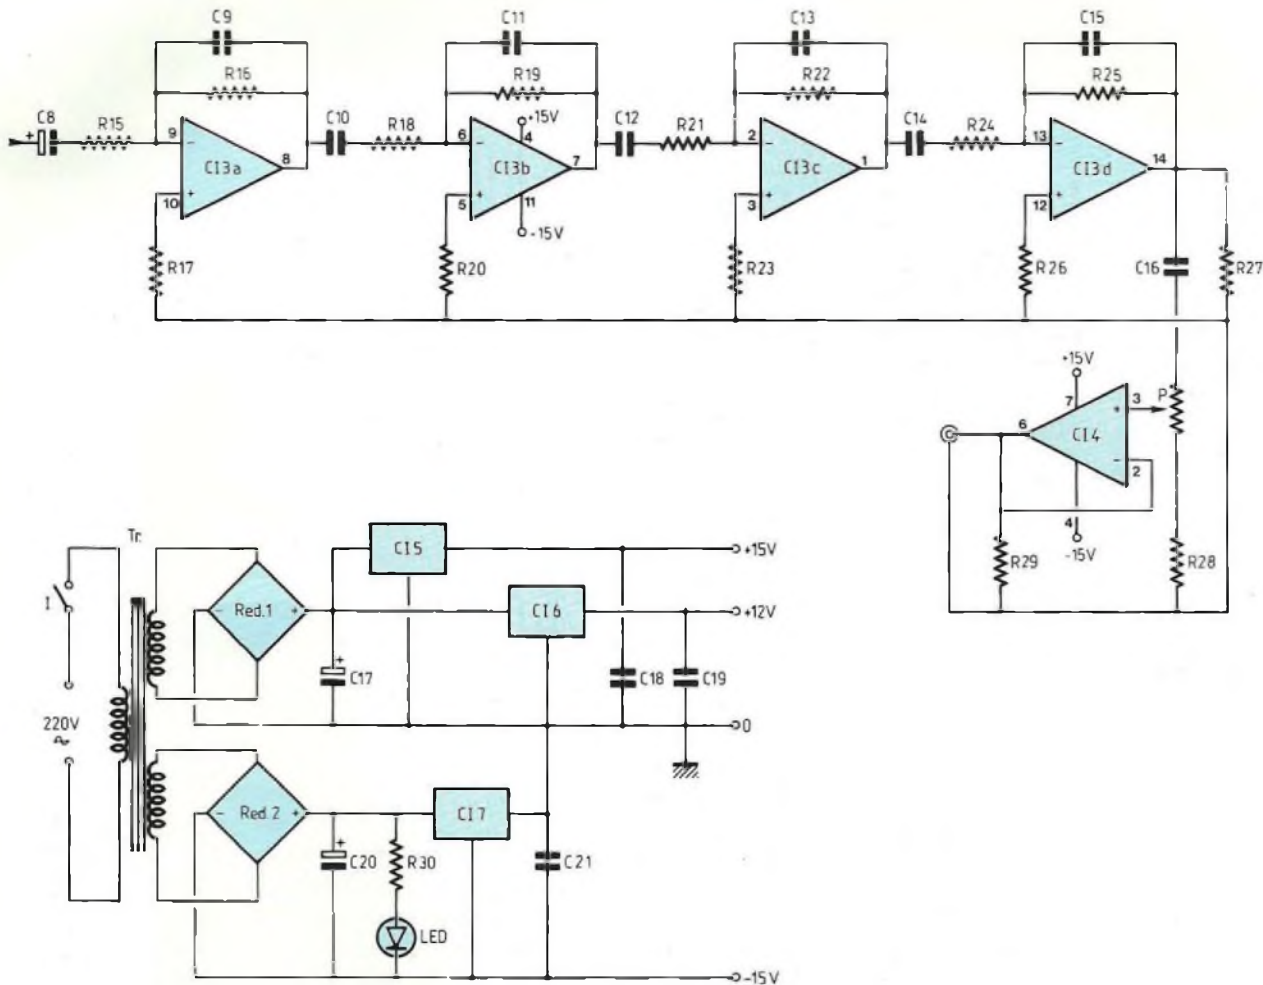 C9
C11
C13
C15
R16
R19
R22
R25
+ C8
R15
C10
R18
+15V
C12
R21
C14
R24
9 -
6 -
4
2 -
13 -
CI3a
8
CI3b
7
CI3c
1
CI3d
14
10 +
5 +
11
3 +
12 +
-15V
R17
R20
R23
R26
C16
R27
+15V
7
+ 3
P
6
CI4
- 2
4
-15V
R29
R28
Tr.
I
220V
CI5
+15V
- Red.1 +
CI6
+12V
+
C17
C18
C19
0
- Red.2 +
CI7
+
C20
R30
C21
LED
-15V